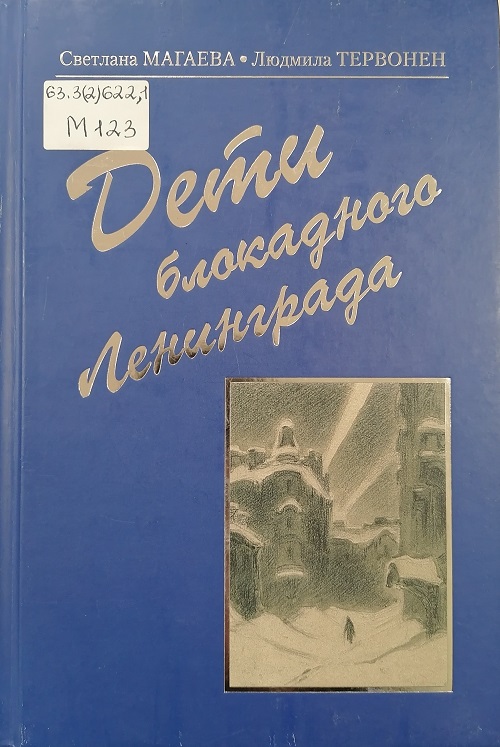 Светлана МАГАЕВА • Людмила ТЕРВОНЕН
63.3(2)622,1
М123
Дети
блокадного
Ленинграда